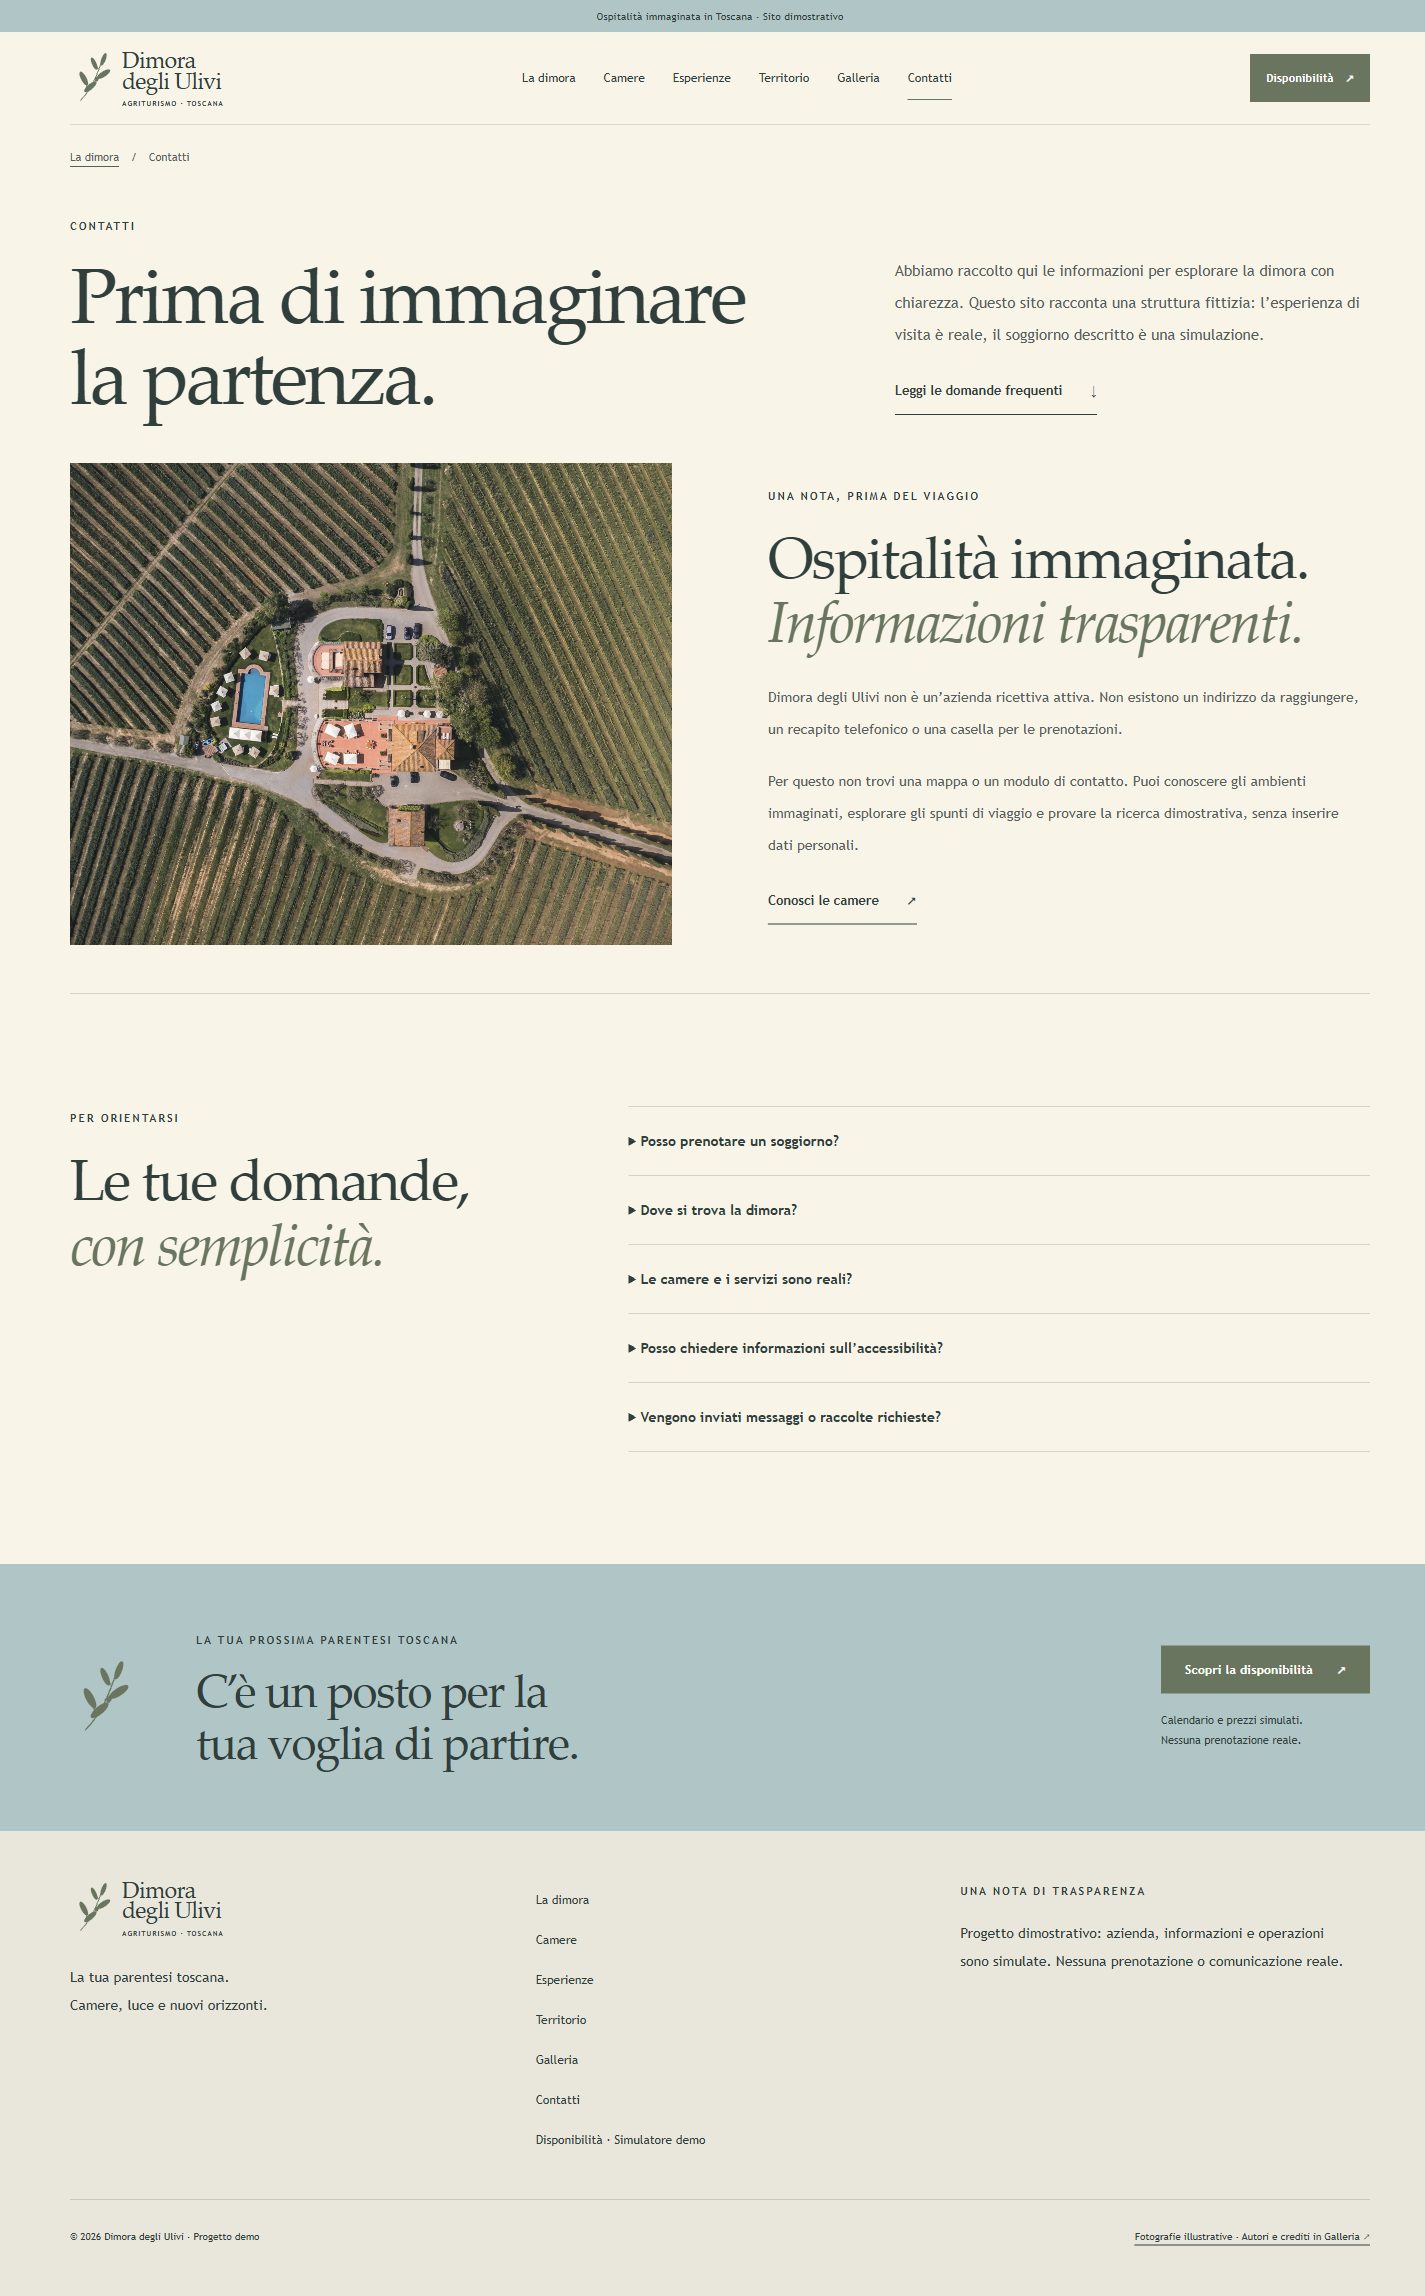 Ospitalità immaginata in Toscana · Sito dimostrativo
Dimora
degli Ulivi
AGRITURISMO · TOSCANA
La dimora
Camere
Esperienze
Territorio
Galleria
Contatti
Disponibilità ↗
La dimora / Contatti
CONTATTI
Prima di immaginare
la partenza.
Abbiamo raccolto qui le informazioni per esplorare la dimora con
chiarezza. Questo sito racconta una struttura fittizia: l’esperienza di
visita è reale, il soggiorno descritto è una simulazione.
Leggi le domande frequenti ↓
UNA NOTA, PRIMA DEL VIAGGIO
Ospitalità immaginata.
Informazioni trasparenti.
Dimora degli Ulivi non è un’azienda ricettiva attiva. Non esistono un indirizzo da raggiungere,
un recapito telefonico o una casella per le prenotazioni.
Per questo non trovi una mappa o un modulo di contatto. Puoi conoscere gli ambienti
immaginati, esplorare gli spunti di viaggio e provare la ricerca dimostrativa, senza inserire
dati personali.
Conosci le camere ↗
PER ORIENTARSI
Le tue domande,
con semplicità.
Posso prenotare un soggiorno?
Dove si trova la dimora?
Le camere e i servizi sono reali?
Posso chiedere informazioni sull’accessibilità?
Vengono inviati messaggi o raccolte richieste?
LA TUA PROSSIMA PARENTESI TOSCANA
C’è un posto per la
tua voglia di partire.
Scopri la disponibilità ↗
Calendario e prezzi simulati.
Nessuna prenotazione reale.
Dimora
degli Ulivi
AGRITURISMO · TOSCANA
La tua parentesi toscana.
Camere, luce e nuovi orizzonti.
La dimora
Camere
Esperienze
Territorio
Galleria
Contatti
Disponibilità · Simulatore demo
UNA NOTA DI TRASPARENZA
Progetto dimostrativo: azienda, informazioni e operazioni
sono simulate. Nessuna prenotazione o comunicazione reale.
© 2026 Dimora degli Ulivi · Progetto demo
Fotografie illustrative · Autori e crediti in Galleria ↗